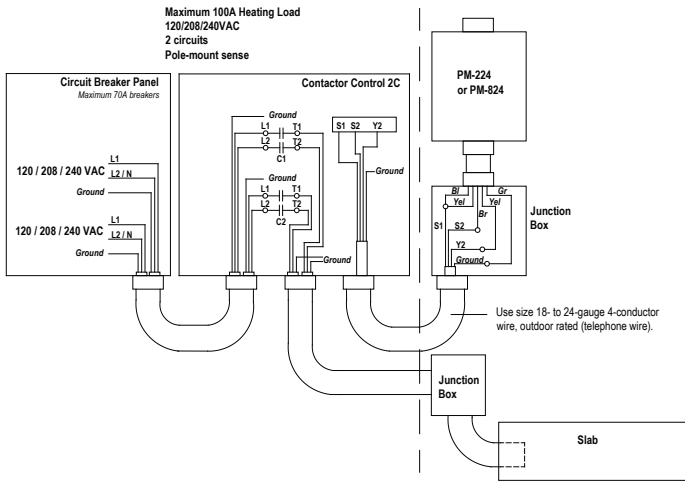 Maximum 100A Heating Load
120/208/240VAC
2 circuits
Pole-mount sense
Circuit Breaker Panel
Maximum 70A breakers
L1
120 / 208 / 240 VAC
L2 / N
Ground
L1
120 / 208 / 240 VAC
L2 / N
Ground
Contactor Control 2C
Ground
L1
T1
L2
T2
C1
Ground
L1
T1
L2
T2
C2
Ground
Ground
S1 S2 Y2
Ground
PM-224
or PM-824
Bl
Gr
Yel
Yel
Br
S1
S2
Y2
Ground
Junction
Box
Use size 18- to 24-gauge 4-conductor
wire, outdoor rated (telephone wire).
Junction
Box
Slab